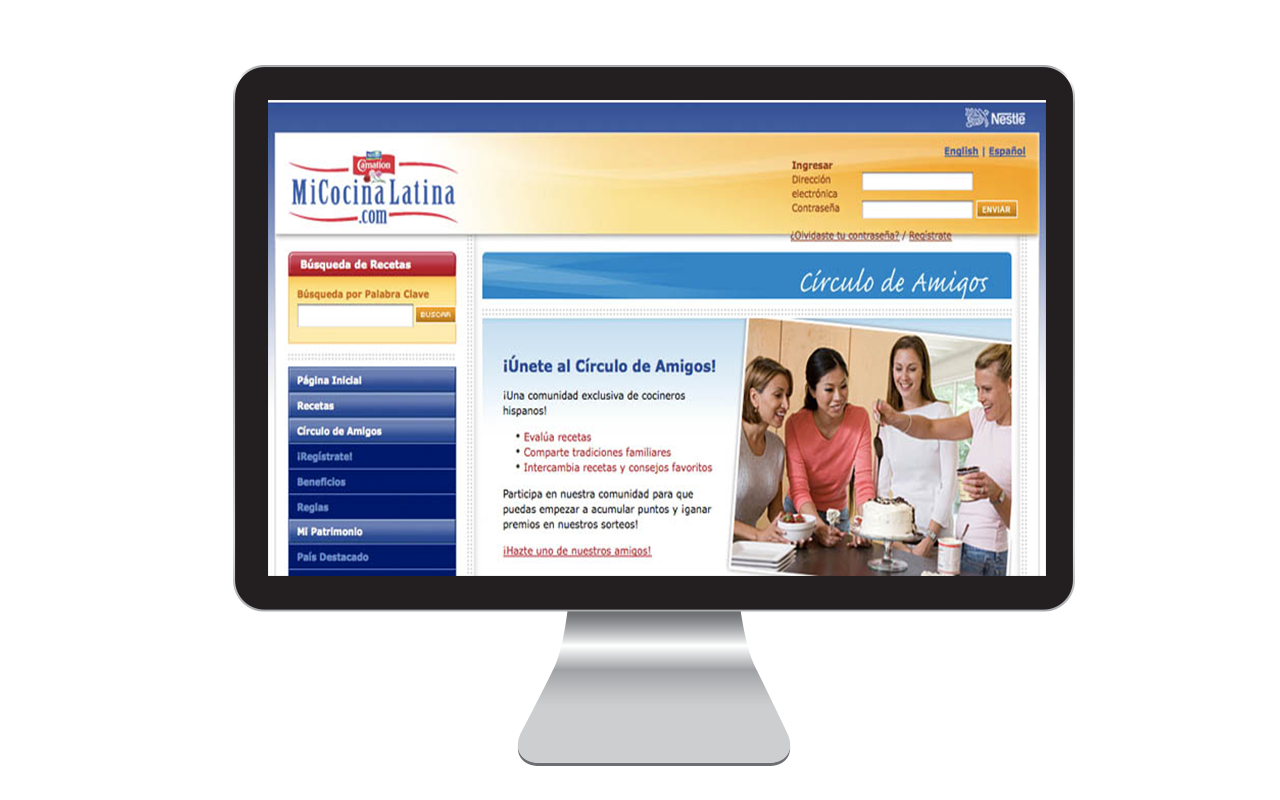 Nestlé
English | Español
Carnation
MiCocinaLatina
.com
Ingresar
Dirección
electrónica
Contraseña
ENVIAR
¿Olvidaste tu contraseña? / Regístrate
Búsqueda de Recetas
Búsqueda por Palabra Clave
BUSCAR
Página Inicial
Recetas
Círculo de Amigos
¡Regístrate!
Beneficios
Reglas
Mi Patrimonio
País Destacado
Círculo de Amigos
¡Únete al Círculo de Amigos!
¡Una comunidad exclusiva de cocineros
hispanos!
• Evalúa recetas
• Comparte tradiciones familiares
• Intercambia recetas y consejos favoritos
Participa en nuestra comunidad para que
puedas empezar a acumular puntos y ¡ganar
premios en nuestros sorteos!
¡Hazte uno de nuestros amigos!